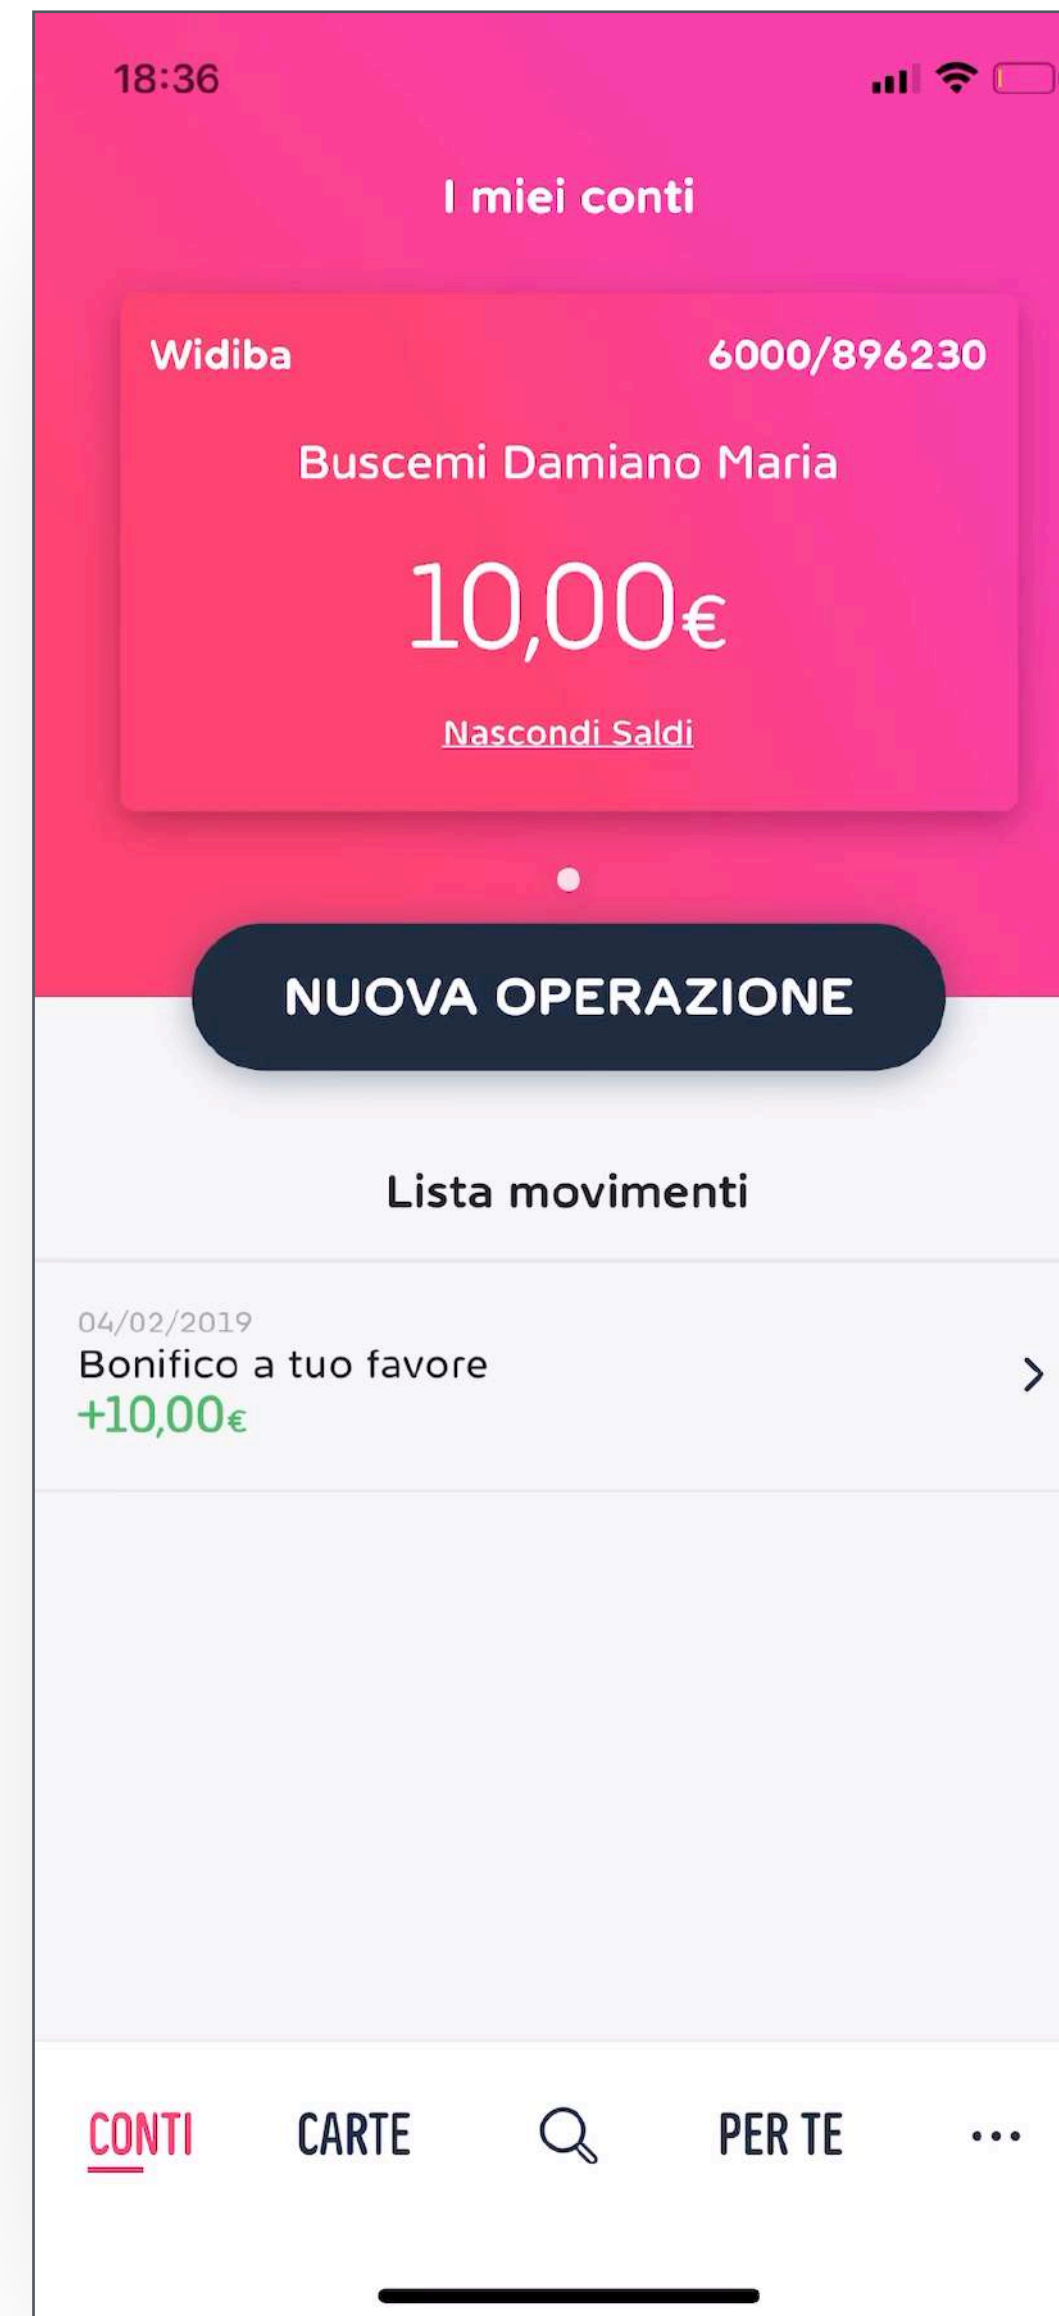 18:36
I miei conti
Widiba 6000/896230
Buscemi Damiano Maria
10,00€
Nascondi Saldi
NUOVA OPERAZIONE
Lista movimenti
04/02/2019
Bonifico a tuo favore
+10,00€
CONTI CARTE PER TE ...